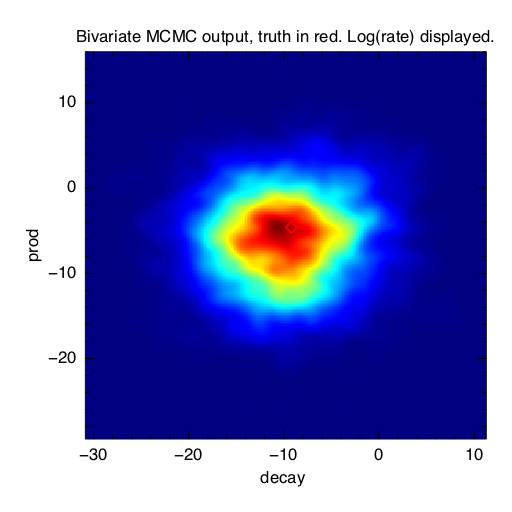 Bivariate MCMC output, truth in red. Log(rate) displayed.
10
0
−10
−20
prod
−30 −20 −10 0 10
decay